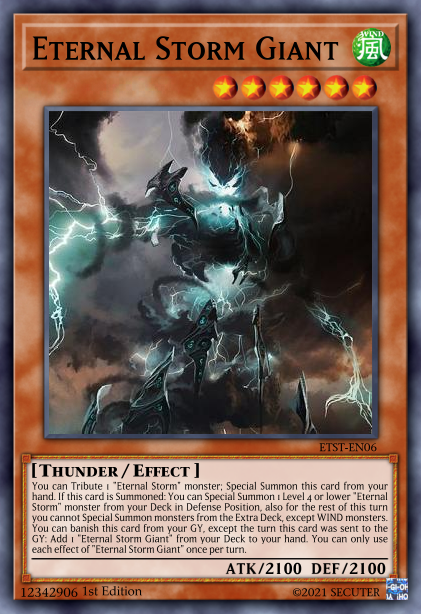 ETERNAL STORM GIANT
WIND
風
ETST-EN06
[THUNDER / EFFECT]
You can Tribute 1 "Eternal Storm" monster; Special Summon this card from your
hand. If this card is Summoned: You can Special Summon 1 Level 4 or lower "Eternal
Storm" monster from your Deck in Defense Position, also for the rest of this turn
you cannot Special Summon monsters from the Extra Deck, except WIND monsters.
You can banish this card from your GY, except the turn this card was sent to the
GY: Add 1 "Eternal Storm Giant" from your Deck to your hand. You can only use
each effect of "Eternal Storm Giant" once per turn.
ATK/2100 DEF/2100
12342906 1st Edition
©2021 SECUTER